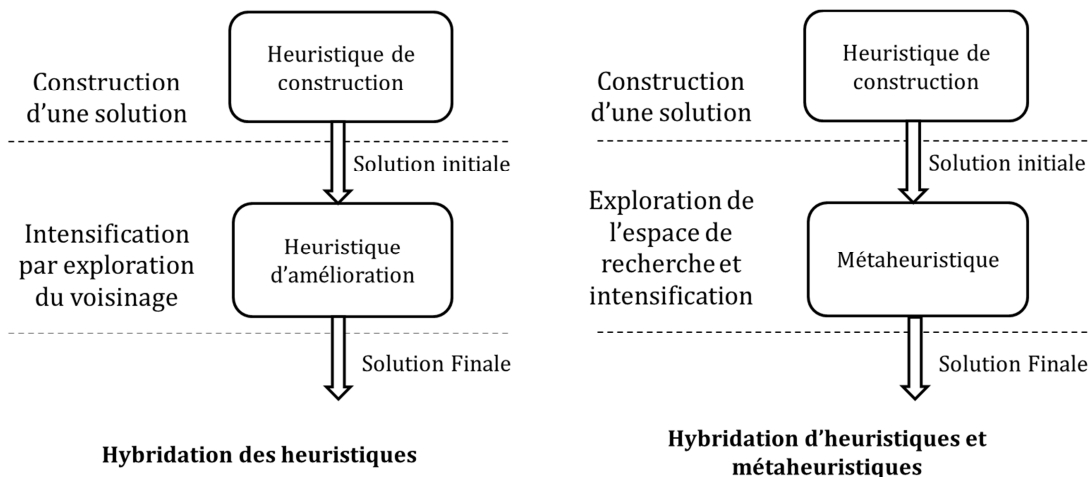 Heuristique de
construction
Construction
d'une solution
Solution initiale
Intensification
par exploration
du voisinage
Heuristique
d'amélioration
Solution Finale
Hybridation des heuristiques
Heuristique de
construction
Construction
d'une solution
Solution initiale
Exploration de
l'espace de
recherche et
intensification
Métaheuristique
Solution Finale
Hybridation d'heuristiques et
métaheuristiques